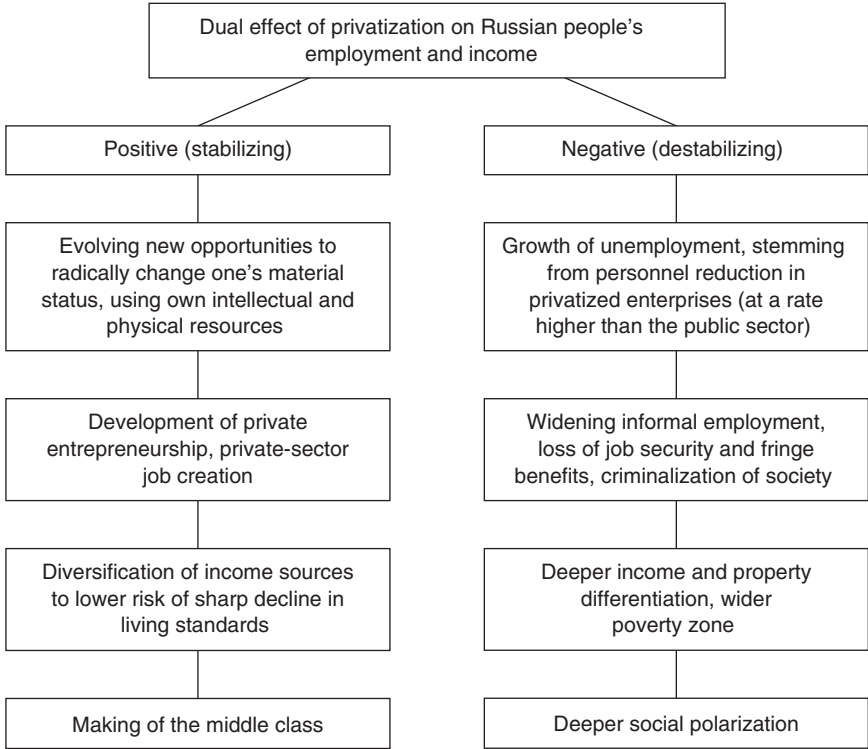 Dual effect of privatization on Russian people’s
employment and income
Positive (stabilizing)
Evolving new opportunities to
radically change one’s material
status, using own intellectual and
physical resources
Development of private
entrepreneurship, private-sector
job creation
Diversification of income sources
to lower risk of sharp decline in
living standards
Making of the middle class
Negative (destabilizing)
Growth of unemployment, stemming
from personnel reduction in
privatized enterprises (at a rate
higher than the public sector)
Widening informal employment,
loss of job security and fringe
benefits, criminalization of society
Deeper income and property
differentiation, wider
poverty zone
Deeper social polarization